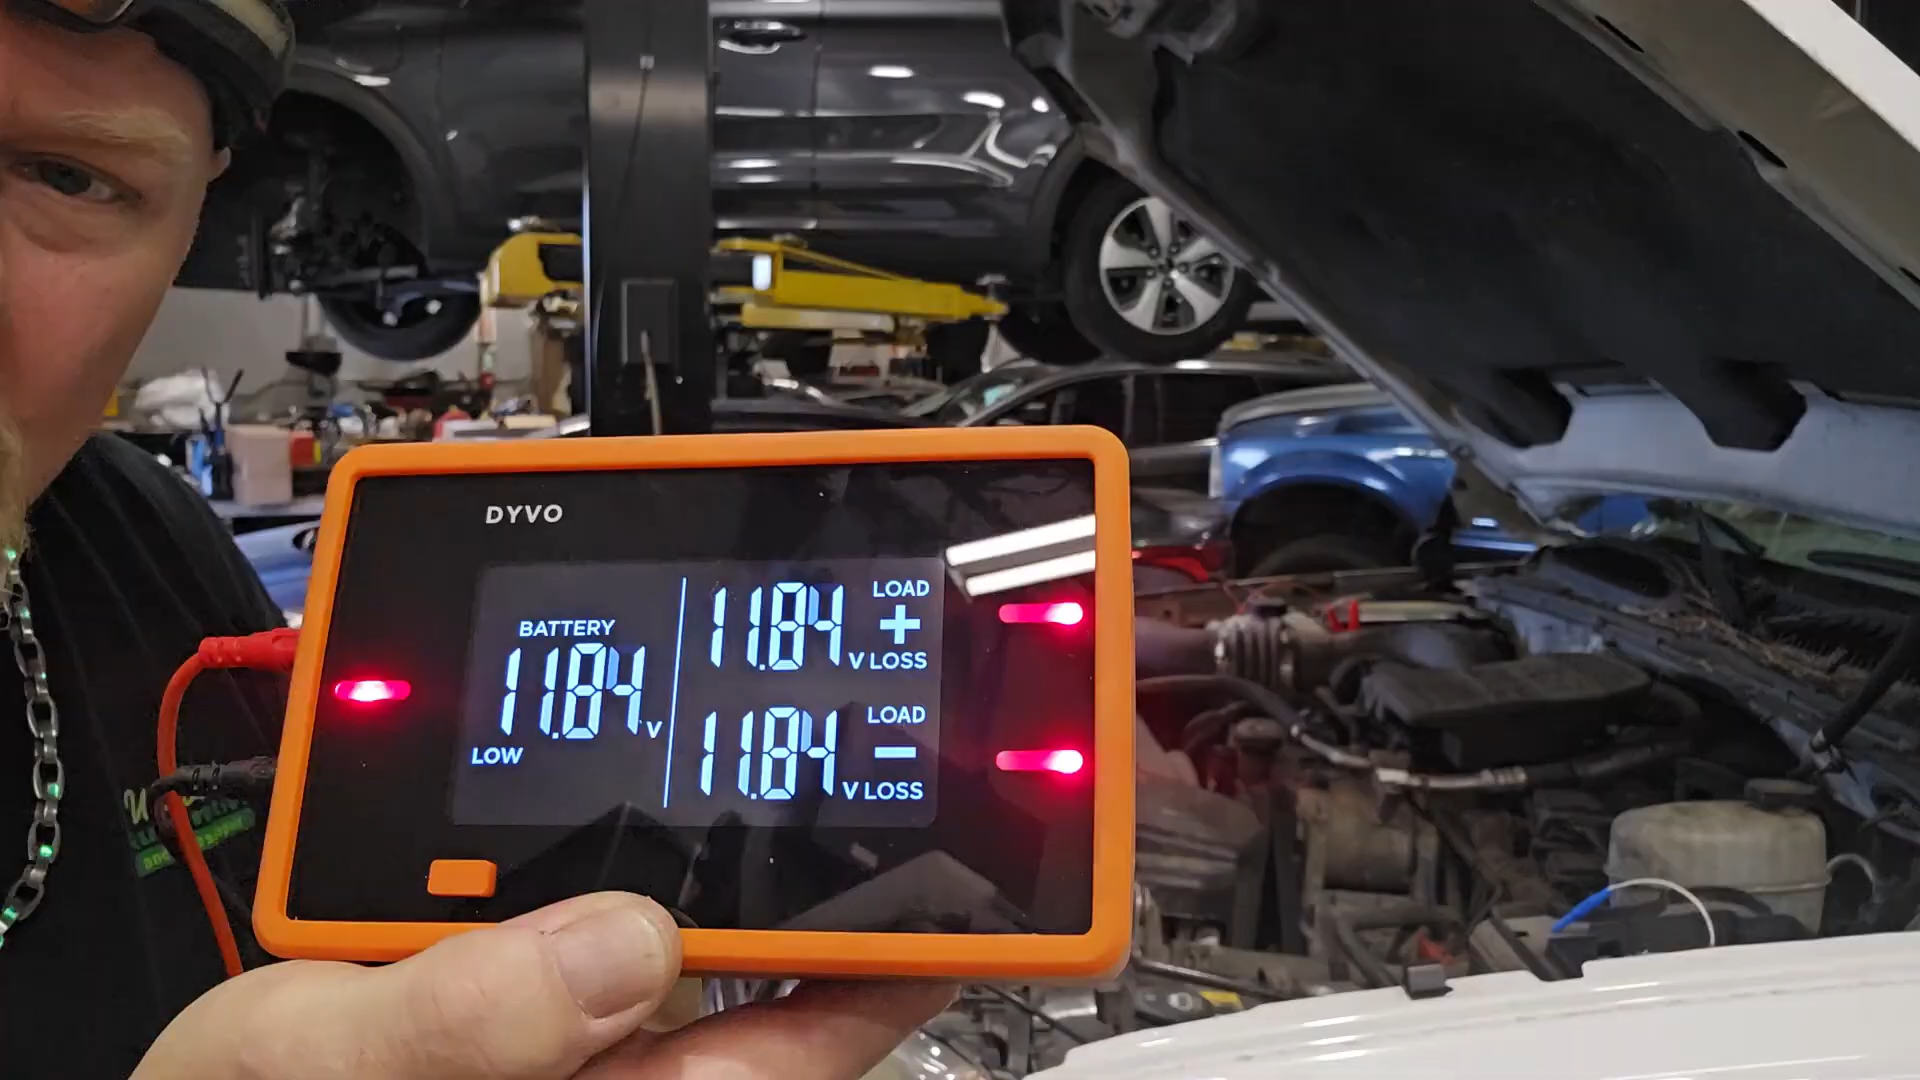 DYVO
BATTERY
11.84 V
LOW
11.84 V LOSS
LOAD +
11.84 V LOSS
LOAD −